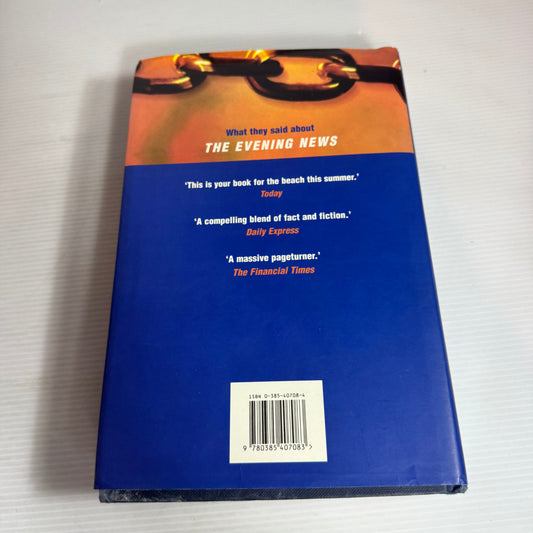 What they said about
THE EVENING NEWS
‘This is your book for the beach this summer.’
Today
‘A compelling blend of fact and fiction.’
Daily Express
‘A massive pageturner.’
The Financial Times
ISBN 0-385-40708-4
9 780385 407083 >